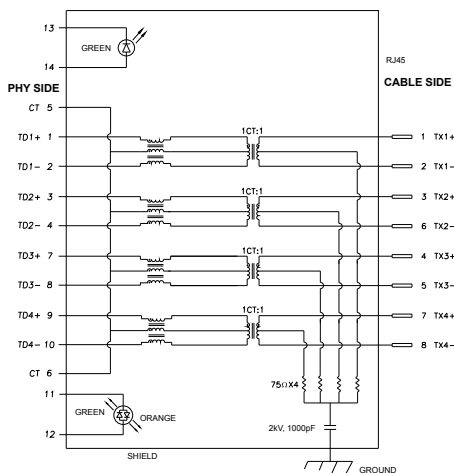 13
GREEN
14
RJ45
PHY SIDE
CABLE SIDE
CT 5
1CT:1
TD1+ 1
1 TX1+
TD1- 2
2 TX1-
1CT:1
TD2+ 3
3 TX2+
TD2- 4
6 TX2-
1CT:1
TD3+ 7
4 TX3+
TD3- 8
5 TX3-
1CT:1
TD4+ 9
7 TX4+
TD4- 10
8 TX4-
CT 6
75ΩX4
11
GREEN
ORANGE
12
2kV, 1000pF
SHIELD
GROUND